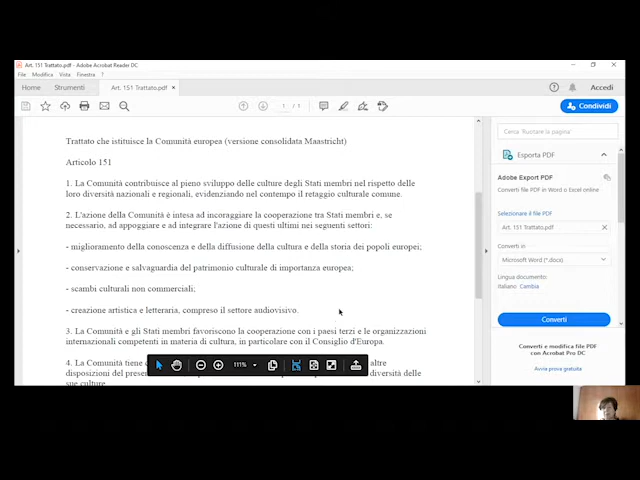 Art. 151 Trattato.pdf - Adobe Acrobat Reader DC
File Modifica Vista Finestra ?
Home Strumenti Art. 151 Trattato.pdf × Accedi
1 / 1 Condividi
Trattato che istituisce la Comunità europea (versione consolidata Maastricht)
Articolo 151
1. La Comunità contribuisce al pieno sviluppo delle culture degli Stati membri nel rispetto delle
loro diversità nazionali e regionali, evidenziando nel contempo il retaggio culturale comune.
2. L'azione della Comunità è intesa ad incoraggiare la cooperazione tra Stati membri e, se
necessario, ad appoggiare e ad integrare l'azione di questi ultimi nei seguenti settori:
- miglioramento della conoscenza e della diffusione della cultura e della storia dei popoli europei;
- conservazione e salvaguardia del patrimonio culturale di importanza europea;
- scambi culturali non commerciali;
- creazione artistica e letteraria, compreso il settore audiovisivo.
3. La Comunità e gli Stati membri favoriscono la cooperazione con i paesi terzi e le organizzazioni
internazionali competenti in materia di cultura, in particolare con il Consiglio d'Europa.
4. La Comunità tiene altre
disposizioni del diversità delle
sue culture.
111%
Cerca 'Ruotare la pagina'
Esporta PDF
Adobe Export PDF
Converti file PDF in Word o Excel online
Selezionare il file PDF
Art. 151 Trattato.pdf ×
Converti in
Microsoft Word (*.docx)
Lingua documento:
Italiano Cambia
Converti
Converti e modifica file PDF
con Acrobat Pro DC
Avvia prova gratuita